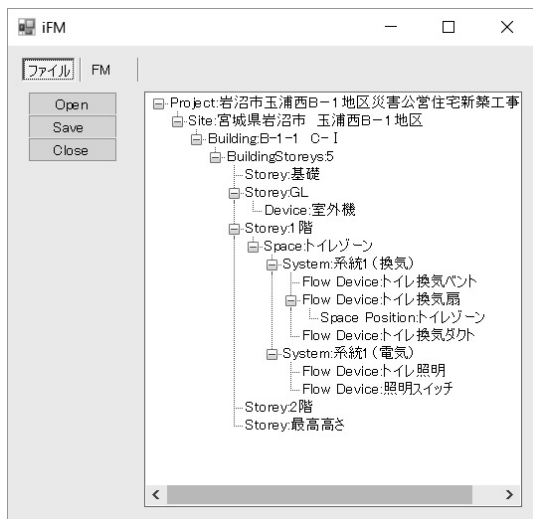 iFM
ファイル FM
Open
Save
Close
Project:岩沼市玉浦西B-1地区災害公営住宅新築工事
Site:宮城県岩沼市 玉浦西B-1地区
Building:B-1-1 C-Ⅰ
BuildingStoreys:5
Storey:基礎
Storey:GL
Device:室外機
Storey:1階
Space:トイレゾーン
System:系統1(換気)
Flow Device:トイレ換気ベント
Flow Device:トイレ換気扇
Space Position:トイレゾーン
Flow Device:トイレ換気ダクト
System:系統1(電気)
Flow Device:トイレ照明
Flow Device:照明スイッチ
Storey:2階
Storey:最高高さ